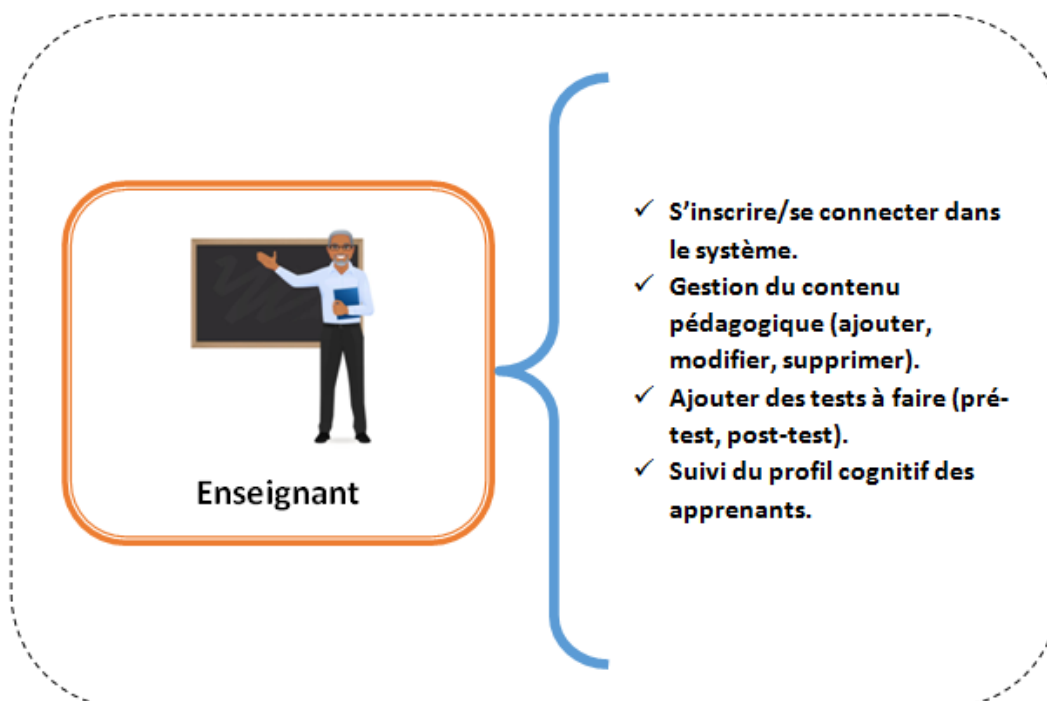 Enseignant
✓ S’inscrire/se connecter dans
le système.
✓ Gestion du contenu
pédagogique (ajouter,
modifier, supprimer).
✓ Ajouter des tests à faire (pré-
test, post-test).
✓ Suivi du profil cognitif des
apprenants.